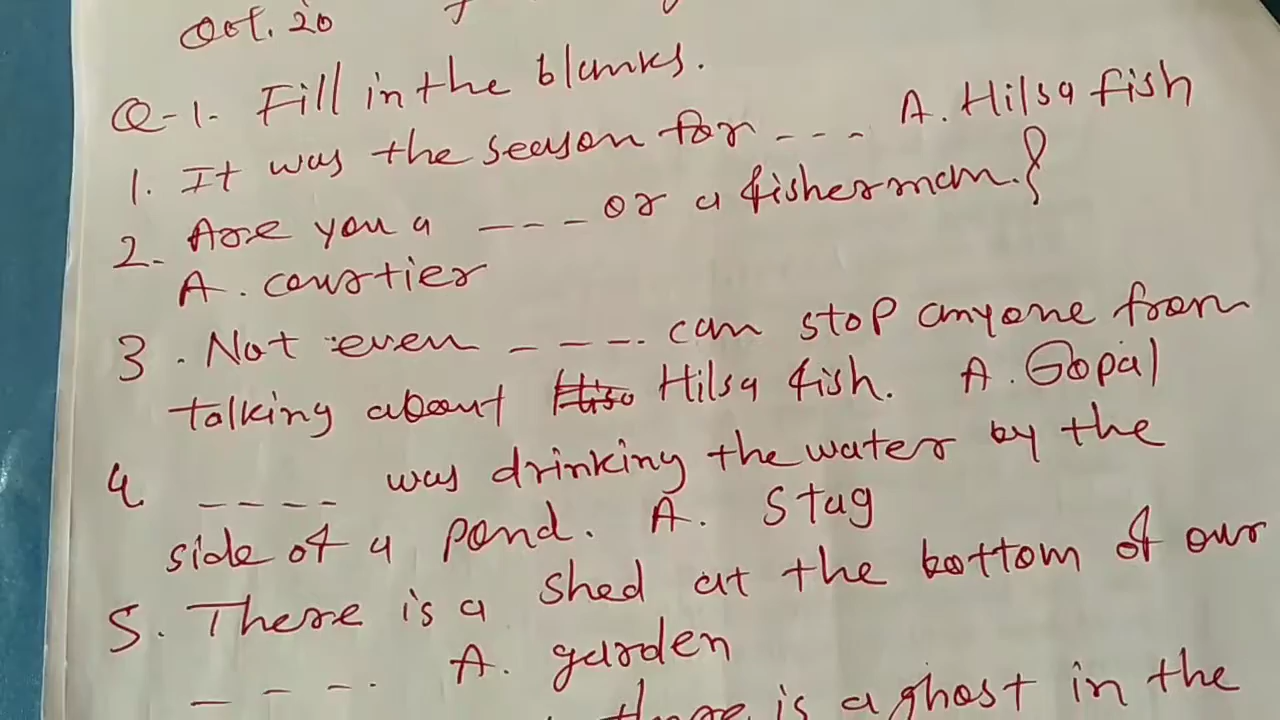 Oct. 20
Q-1. Fill in the blanks.
1. It was the season for --- A. Hilsa fish
2. Are you a --- or a fisherman.}
A. courtier
3. Not even ----. can stop anyone from
talking about Hilsa fish. A. Gopal
4 ---- was drinking the water by the
side of a pond. A. Stag
5. There is a shed at the bottom of our
----. A. garden
there is a ghost in the